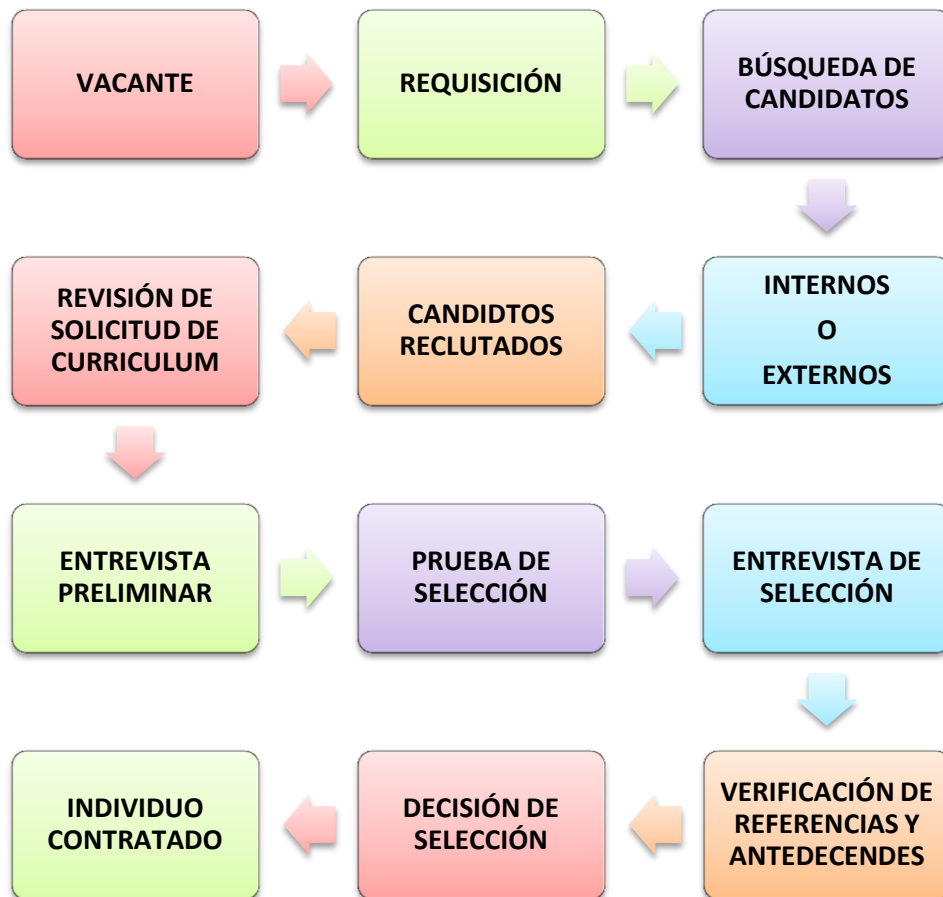 VACANTE
REQUISICIÓN
BÚSQUEDA DE
CANDIDATOS
INTERNOS
O
EXTERNOS
CANDIDTOS
RECLUTADOS
REVISIÓN DE
SOLICITUD DE
CURRICULUM
ENTREVISTA
PRELIMINAR
PRUEBA DE
SELECCIÓN
ENTREVISTA DE
SELECCIÓN
VERIFICACIÓN DE
REFERENCIAS Y
ANTEDECENDES
DECISIÓN DE
SELECCIÓN
INDIVIDUO
CONTRATADO